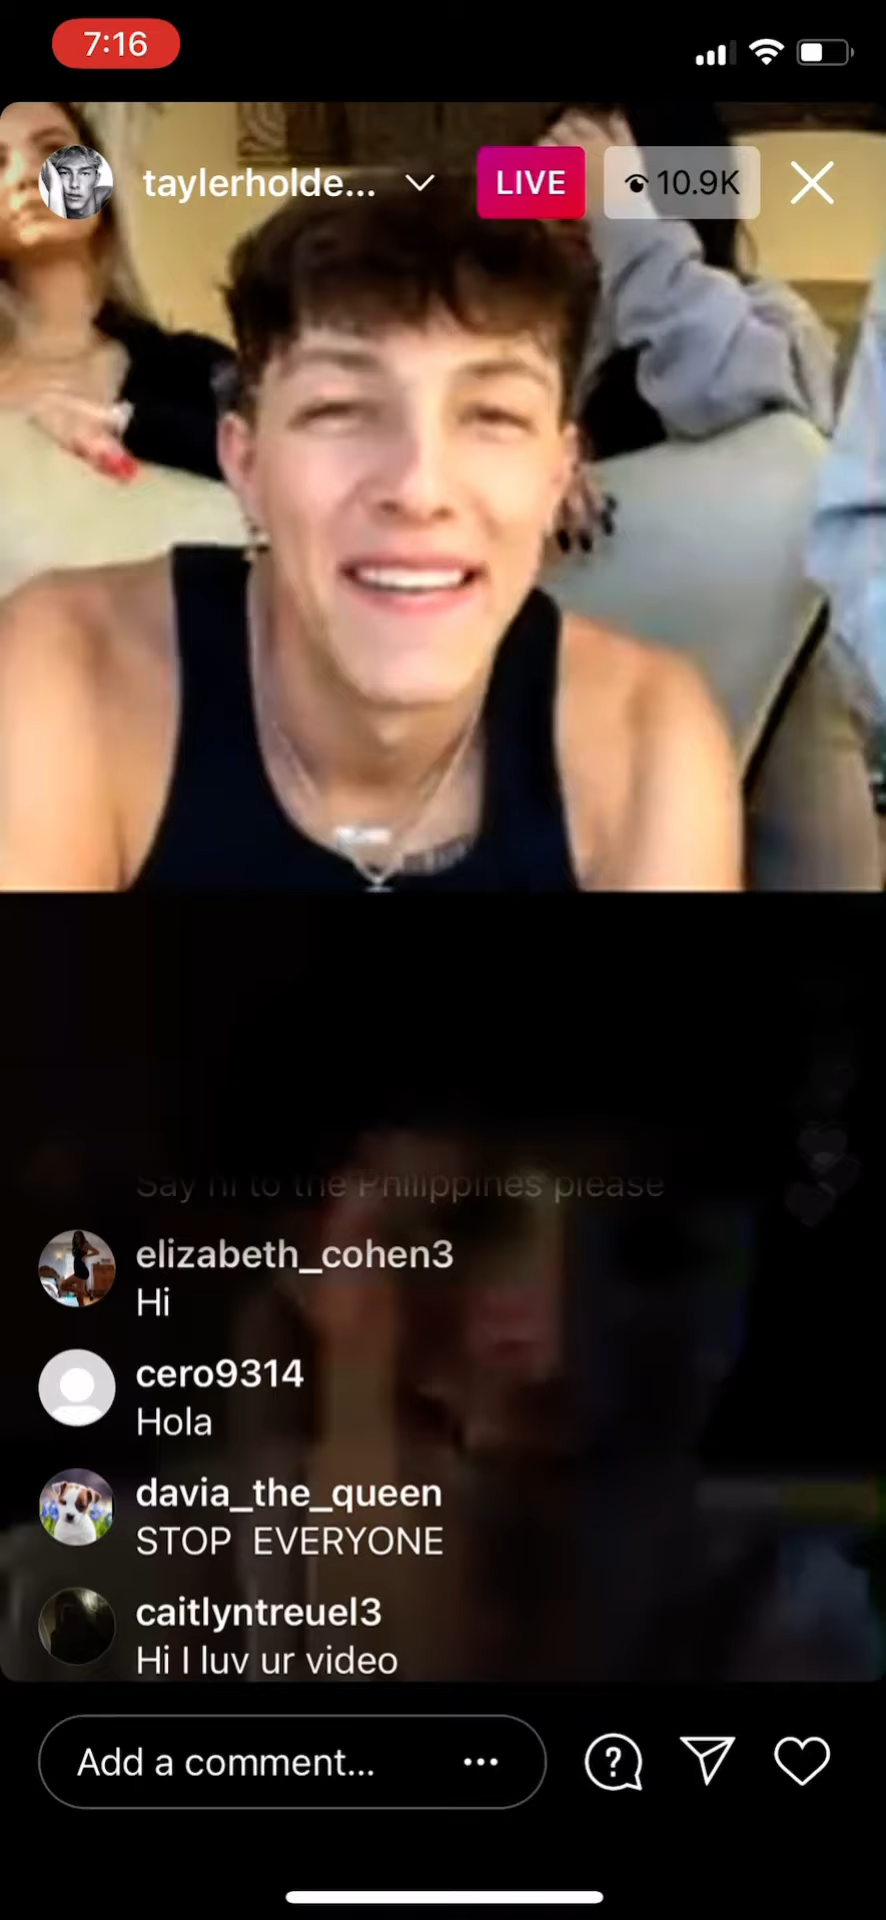 7:16
taylerholde...
LIVE
10.9K
Say hi to the Philippines please
elizabeth_cohen3
Hi
cero9314
Hola
davia_the_queen
STOP EVERYONE
caitlyntreuel3
Hi I luv ur video
Add a comment...